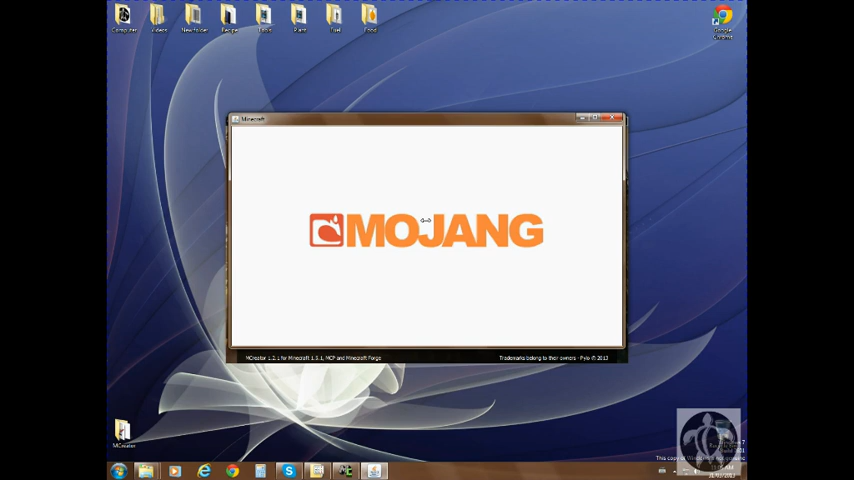 Computer
Videos
New folder
Recipe
Tools
Plant
Fuel
Food
Google
Chrome
Minecraft
MOJANG
MCreator 1.2.1 for Minecraft 1.5.1, MCP and Minecraft Forge
Trademarks belong to their owners - Pylo © 2013
MCreator
This copy of Windows is not genuine